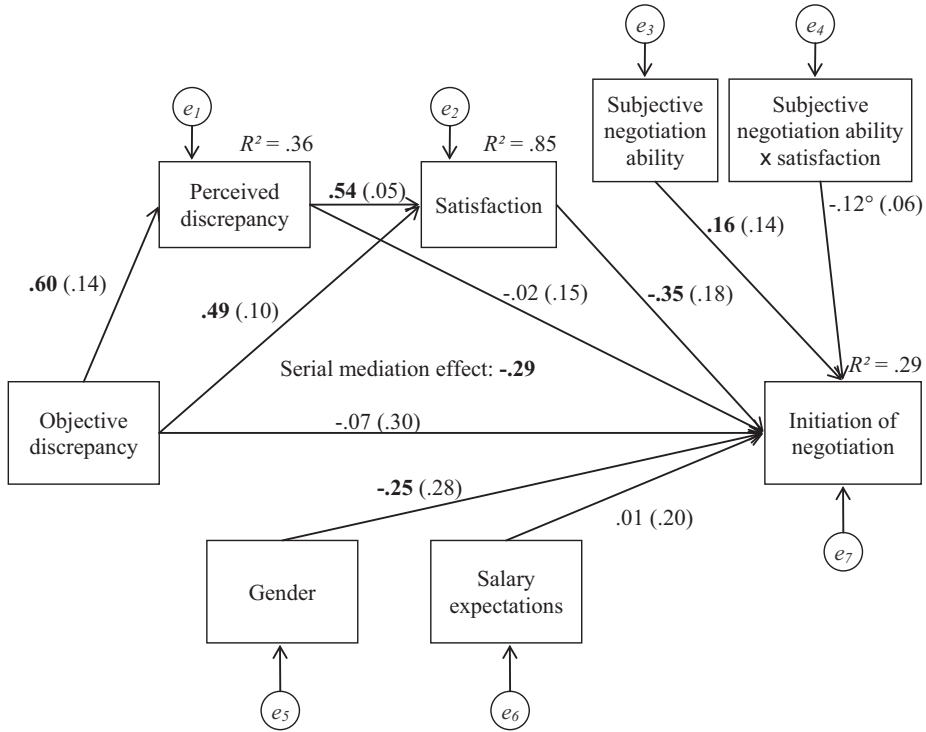 e3
e4
e1
e2
Subjective
negotiation
ability
Subjective
negotiation ability
x satisfaction
R² = .36
R² = .85
Perceived
discrepancy
.54 (.05)
Satisfaction
-.12° (.06)
.16 (.14)
.60 (.14)
.49 (.10)
-.02 (.15)
-.35 (.18)
Serial mediation effect: -.29
R² = .29
Objective
discrepancy
-.07 (.30)
Initiation of
negotiation
-.25 (.28)
.01 (.20)
e7
Gender
Salary
expectations
e5
e6